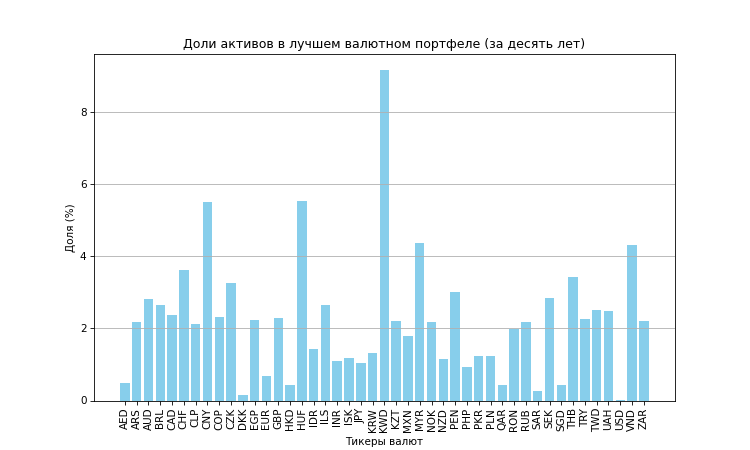 Доли активов в лучшем валютном портфеле (за десять лет)
Доля (%)
8
6
4
2
0
AED ARS AUD BRL CAD CHF CLP CNY COP CZK DKK EGP EUR GBP HKD HUF IDR ILS INR ISK JPY KRW KWD KZT MXN MYR NOK NZD PEN PHP PKR PLN QAR RON RUB SAR SEK SGD THB TRY TWD UAH USD VND ZAR
Тикеры валют